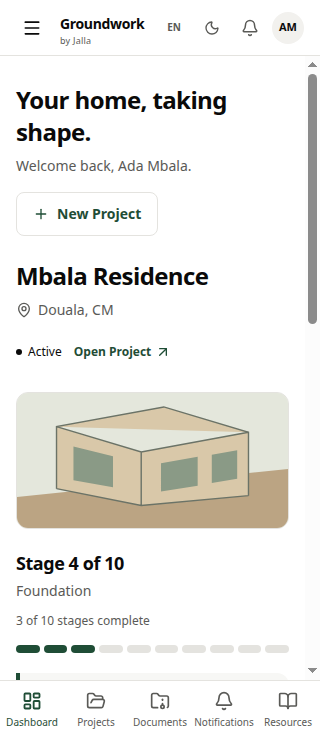 Groundwork
by Jalla
EN
AM
Your home, taking
shape.
Welcome back, Ada Mbala.
New Project
Mbala Residence
Douala, CM
Active
Open Project
Stage 4 of 10
Foundation
3 of 10 stages complete
Dashboard
Projects
Documents
Notifications
Resources